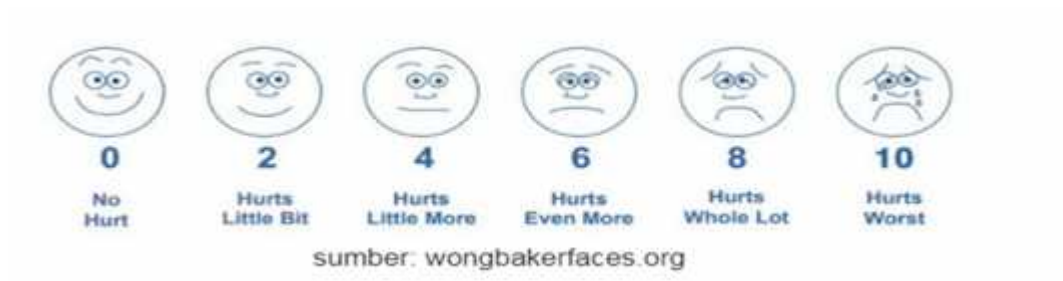 0 2 4 6 8 10
No Hurts Hurts Hurts Hurts Hurts
Hurt Little Bit Little More Even More Whole Lot Worst
sumber: wongbakerfaces.org